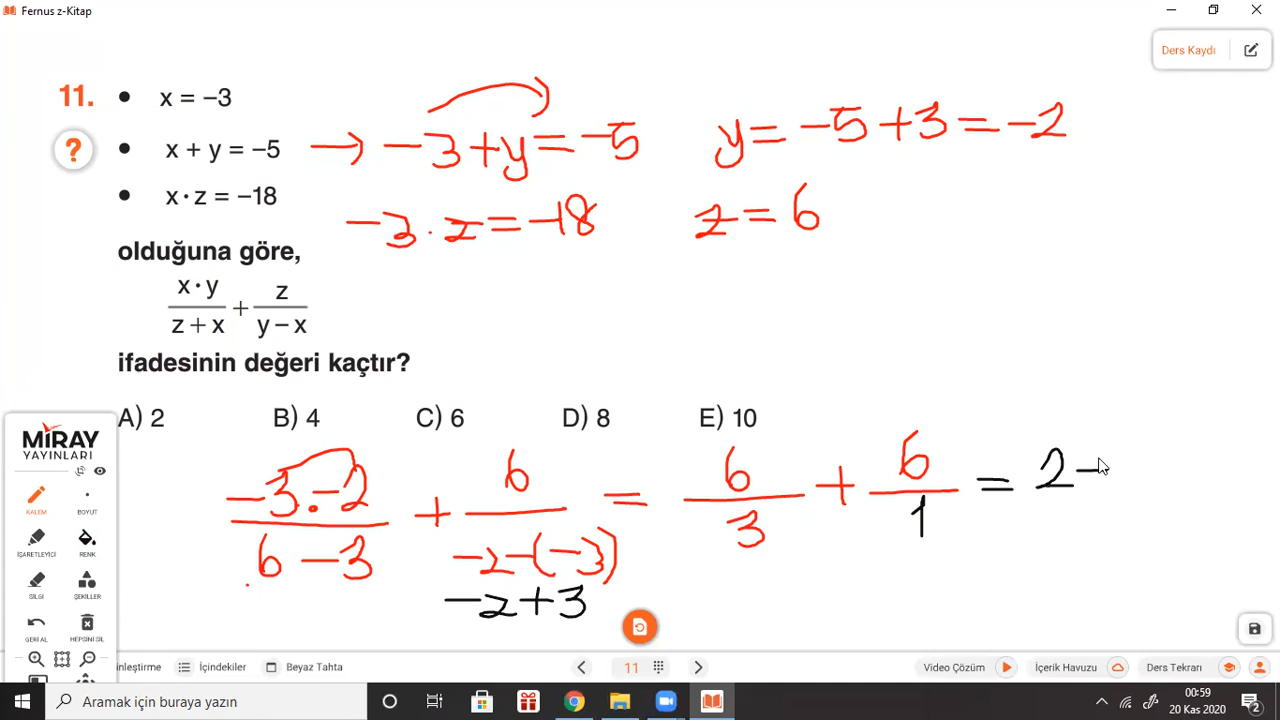 Fernus z-Kitap
Ders Kaydı
11. • x = −3
→ −3+y=−5 y=−5+3=−2
? • x + y = −5
• x·z = −18
−3.z=−18 z=6
olduğuna göre,
x·y/z+x + z/y−x
ifadesinin değeri kaçtır?
A) 2 B) 4 C) 6 D) 8 E) 10
−3.−2/6−3 + 6/−2−(−3) = 6/3 + 6/1 = 2−
−2+3
MİRAY
YAYINLARI
KALEM BOYUT
İŞARETLEYİCİ RENK
SİLGİ ŞEKİLLER
GERİ AL HEPSİNİ SİL
inleştirme İçindekiler Beyaz Tahta 11 Video Çözüm İçerik Havuzu Ders Tekrarı
Aramak için buraya yazın
00:59
20 Kas 2020
2